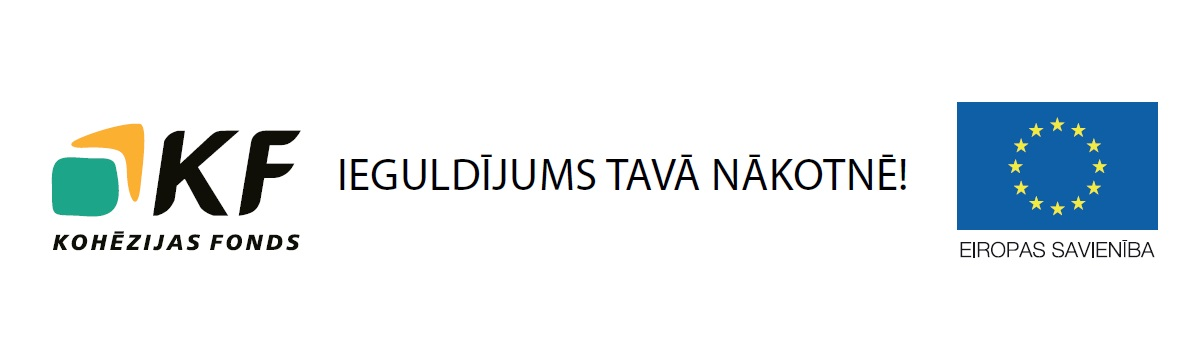 KF
KOHĒZIJAS FONDS
IEGULDĪJUMS TAVĀ NĀKOTNĒ!
EIROPAS SAVIENĪBA